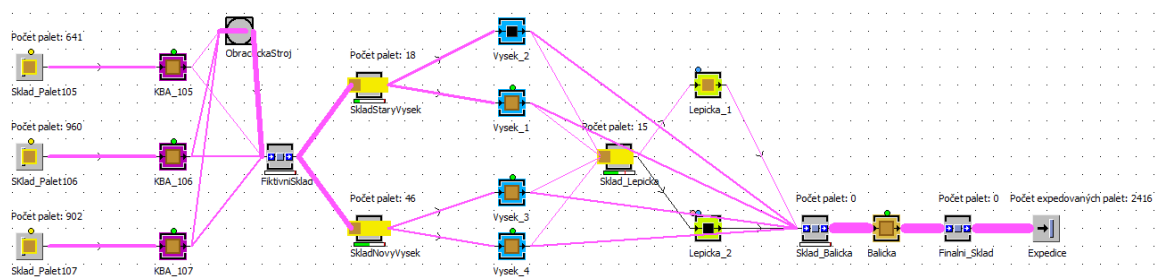 Počet palet: 641
Sklad_Palet105
KBA_105
ObraceckaStroj
Počet palet: 18
SkladStaryVysek
Vysek_2
Vysek_1
Počet palet: 15
Sklad_Lepicka
Lepicka_1
Počet palet: 960
SKlad_Palet106
KBA_106
FiktivniSklad
Počet palet: 902
Sklad_Palet107
KBA_107
Počet palet: 46
SkladNovyVysek
Vysek_3
Vysek_4
Lepicka_2
Počet palet: 0
Sklad_Balicka
Balicka
Počet palet: 0
Finalni_Sklad
Počet expedovaných palet: 2416
Expedice